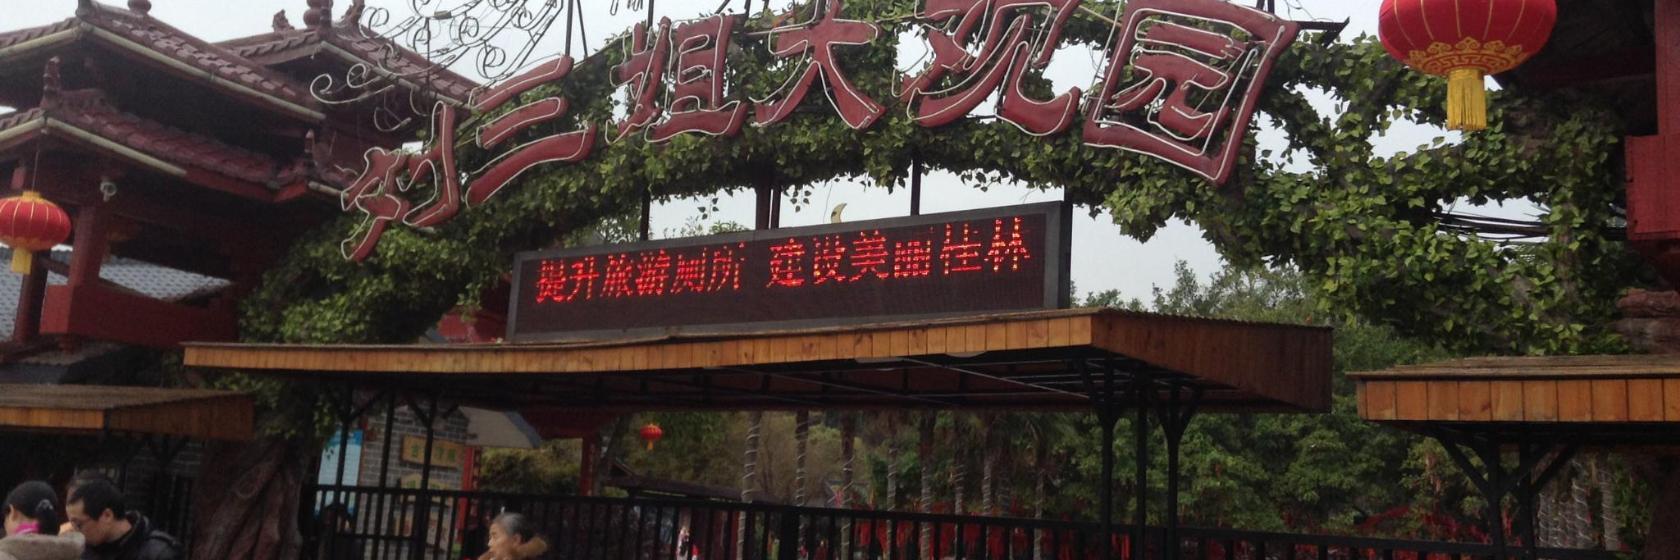 刘三姐大观园
提升旅游厕所 建设美丽桂林